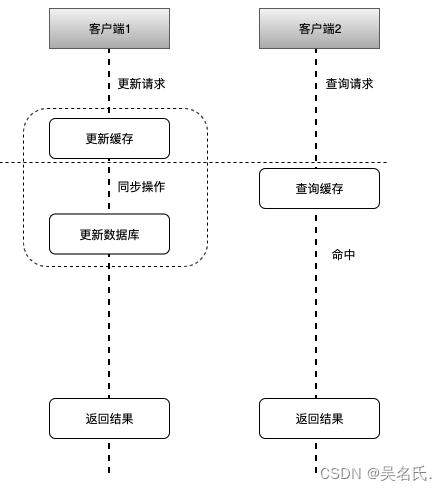 客户端1
客户端2
更新请求
查询请求
更新缓存
同步操作
查询缓存
更新数据库
命中
返回结果
返回结果
CSDN @吴名氏.